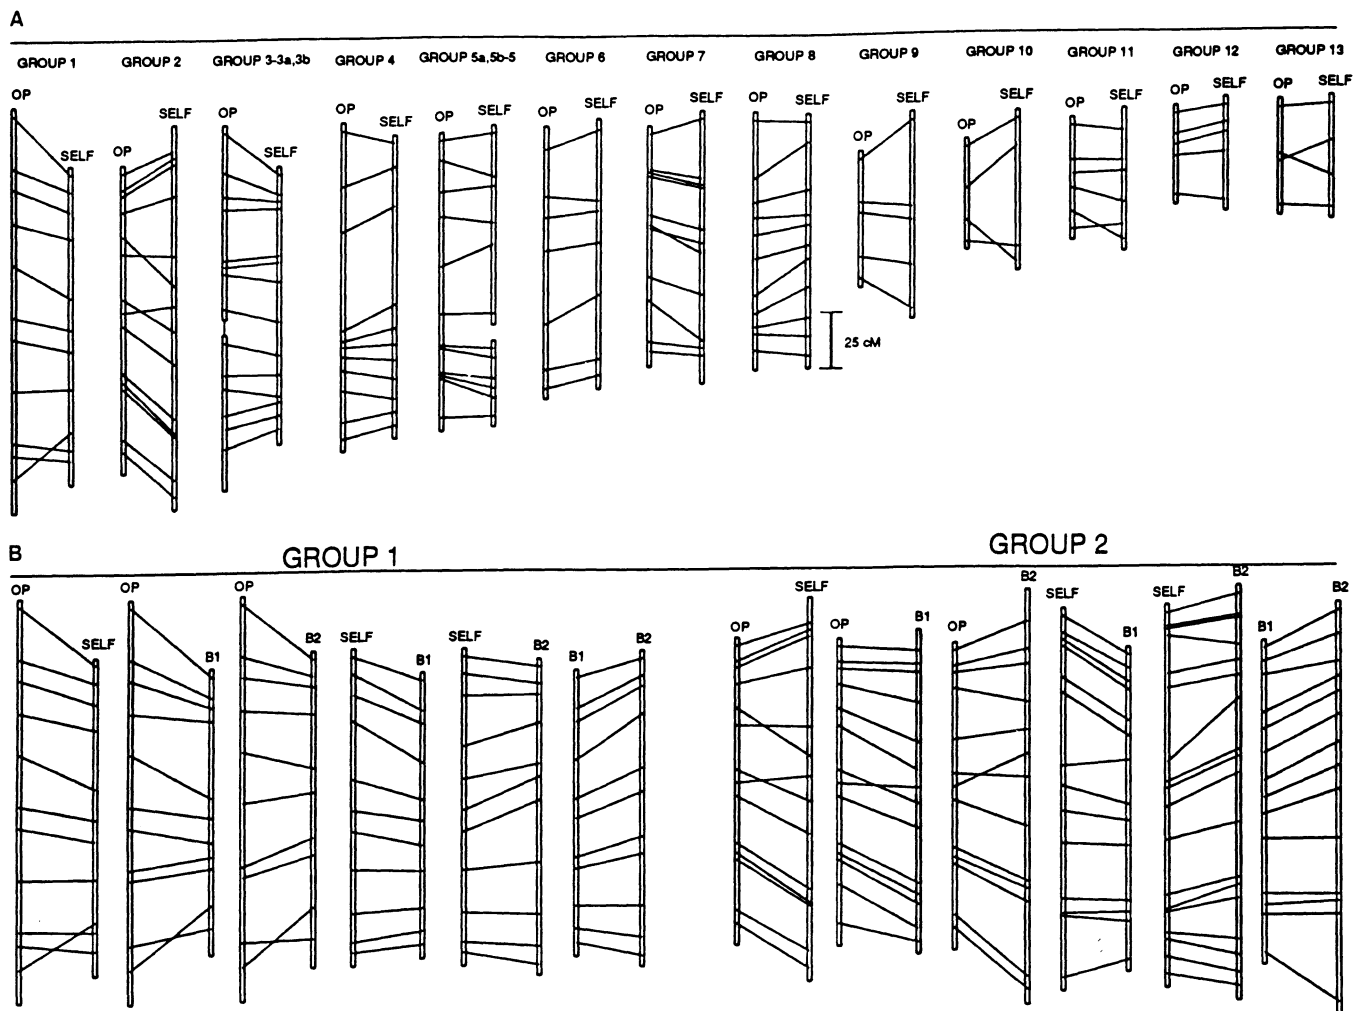 A
GROUP 1 GROUP 2 GROUP 3-3a,3b GROUP 4 GROUP 5a,5b-5 GROUP 6 GROUP 7 GROUP 8 GROUP 9 GROUP 10 GROUP 11 GROUP 12 GROUP 13
OP SELF OP SELF OP SELF OP SELF OP SELF OP SELF OP SELF OP SELF OP SELF OP SELF OP SELF OP SELF OP SELF
25 cM
B
GROUP 1 GROUP 2
OP SELF OP B1 OP B2 SELF B1 SELF B2 B1 B2 OP SELF OP B1 OP B2 SELF B1 SELF B2 B1 B2